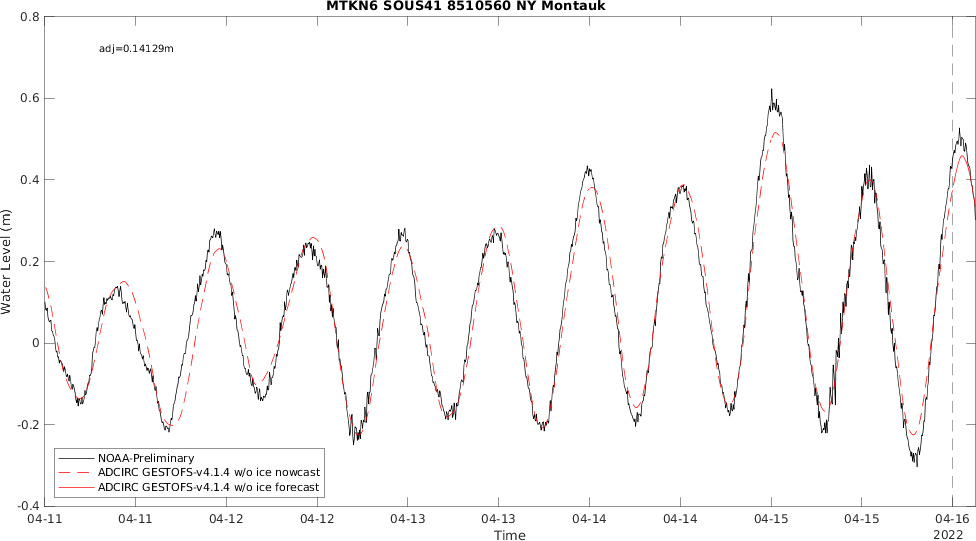 MTKN6 SOUS41 8510560 NY Montauk
adj=0.14129m
0.8
0.6
0.4
0.2
0
-0.2
-0.4
Water Level (m)
NOAA-Preliminary
ADCIRC GESTOFS-v4.1.4 w/o ice nowcast
ADCIRC GESTOFS-v4.1.4 w/o ice forecast
04-11 04-11 04-12 04-12 04-13 04-13 04-14 04-14 04-15 04-15 04-16
Time
2022